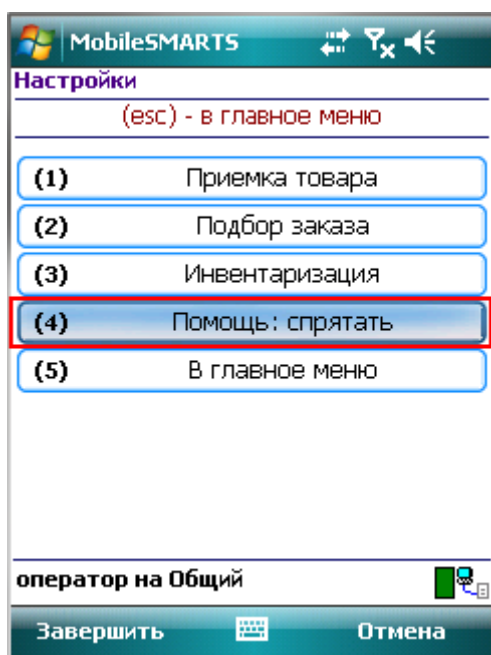 MobileSMARTS
Настройки
(esc) - в главное меню
(1) Приемка товара
(2) Подбор заказа
(3) Инвентаризация
(4) Помощь: спрятать
(5) В главное меню
оператор на Общий
Завершить Отмена